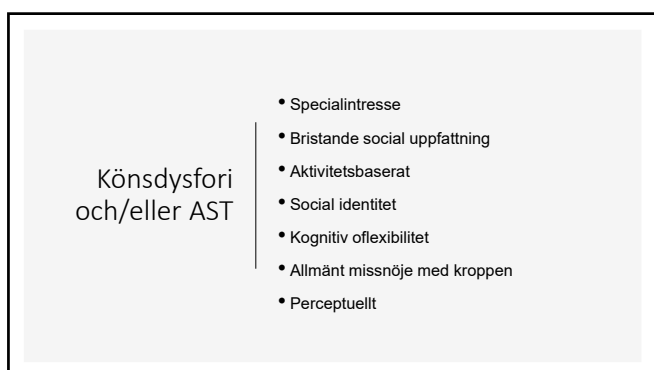 Könsdysfori
och/eller AST
• Specialintresse
• Bristande social uppfattning
• Aktivitetsbaserat
• Social identitet
• Kognitiv oflexibilitet
• Allmänt missnöje med kroppen
• Perceptuellt